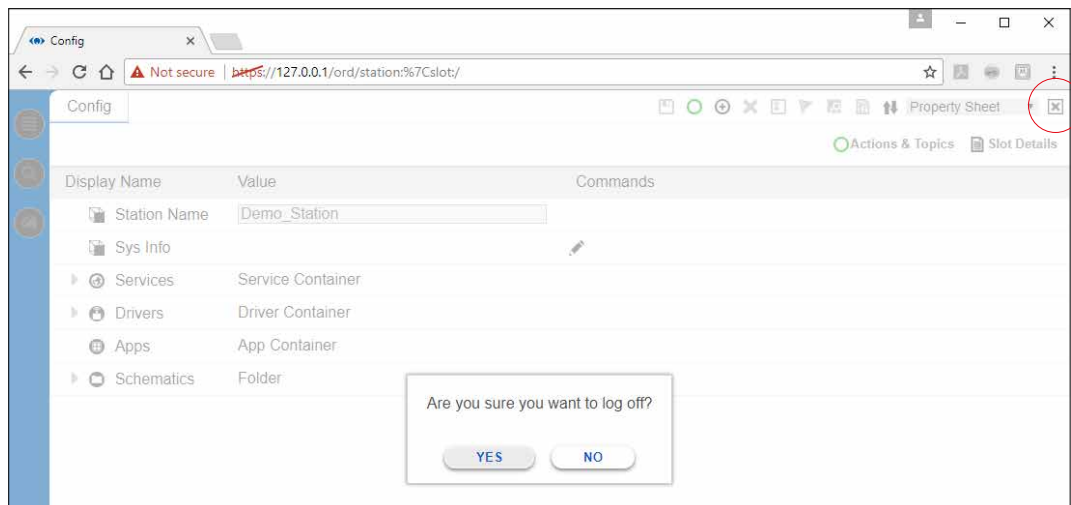 Config
Not secure | https://127.0.0.1/ord/station:%7Cslot:/
Config
Property Sheet
Actions & Topics Slot Details
Display Name Value Commands
Station Name Demo_Station
Sys Info
Services Service Container
Drivers Driver Container
Apps App Container
Schematics Folder
Are you sure you want to log off?
YES NO